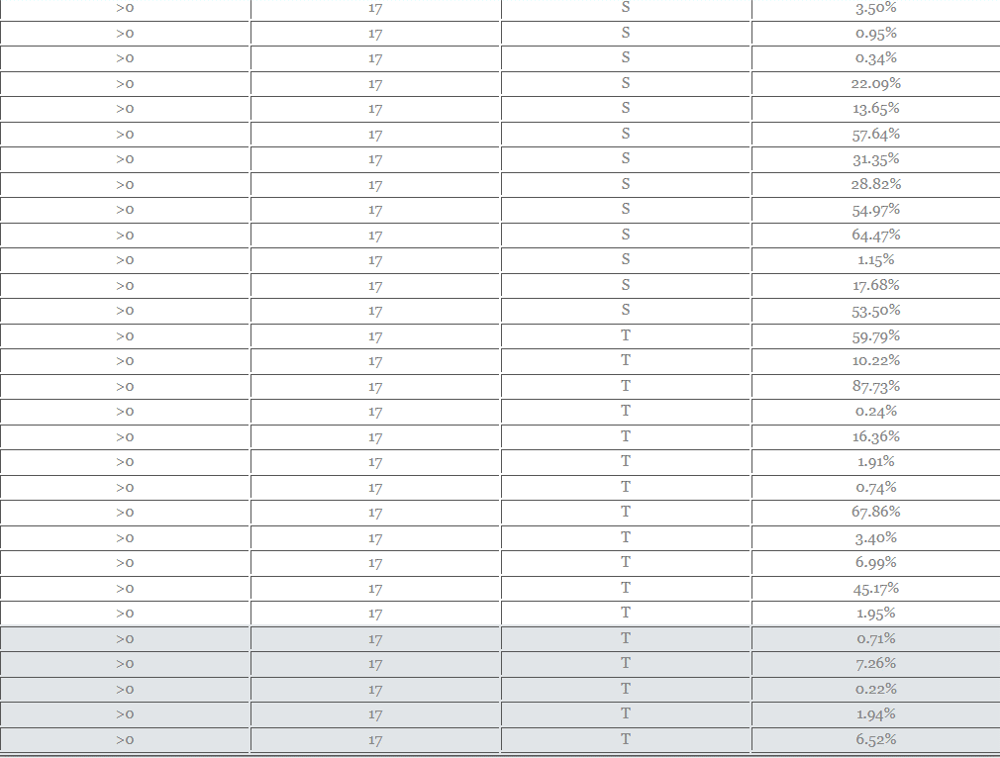 >0 17 S 3.50%
>0 17 S 0.95%
>0 17 S 0.34%
>0 17 S 22.09%
>0 17 S 13.65%
>0 17 S 57.64%
>0 17 S 31.35%
>0 17 S 28.82%
>0 17 S 54.97%
>0 17 S 64.47%
>0 17 S 1.15%
>0 17 S 17.68%
>0 17 S 53.50%
>0 17 T 59.79%
>0 17 T 10.22%
>0 17 T 87.73%
>0 17 T 0.24%
>0 17 T 16.36%
>0 17 T 1.91%
>0 17 T 0.74%
>0 17 T 67.86%
>0 17 T 3.40%
>0 17 T 6.99%
>0 17 T 45.17%
>0 17 T 1.95%
>0 17 T 0.71%
>0 17 T 7.26%
>0 17 T 0.22%
>0 17 T 1.94%
>0 17 T 6.52%